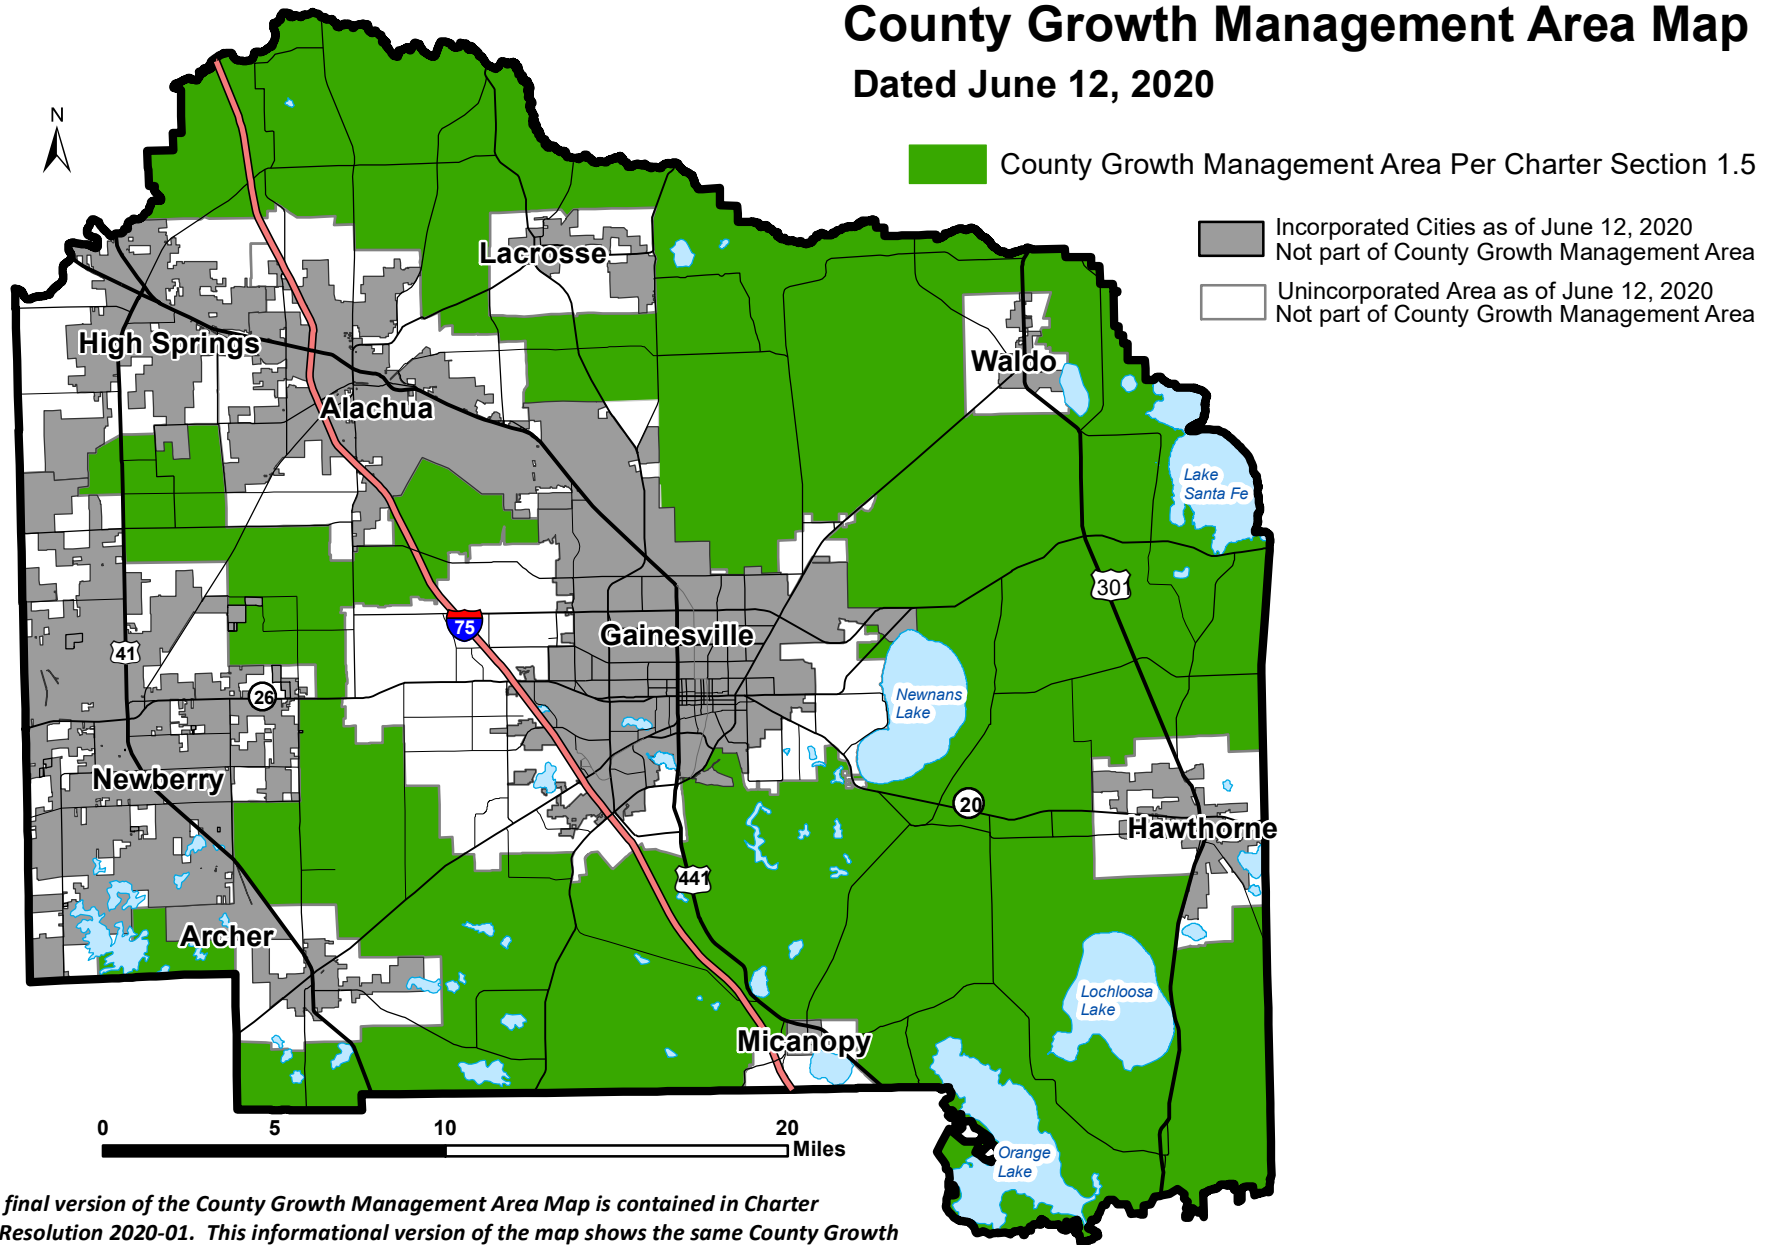 County Growth Management Area Map
Dated June 12, 2020
N
County Growth Management Area Per Charter Section 1.5
Incorporated Cities as of June 12, 2020
Not part of County Growth Management Area
Unincorporated Area as of June 12, 2020
Not part of County Growth Management Area
Lacrosse
High Springs
Waldo
Alachua
Lake
Santa Fe
301
75
Gainesville
41
26
Newnans
Lake
Newberry
20
Hawthorne
441
Archer
Lochloosa
Lake
Micanopy
0 5 10 20
Miles
Orange
Lake
final version of the County Growth Management Area Map is contained in Charter
Resolution 2020-01. This informational version of the map shows the same County Growth